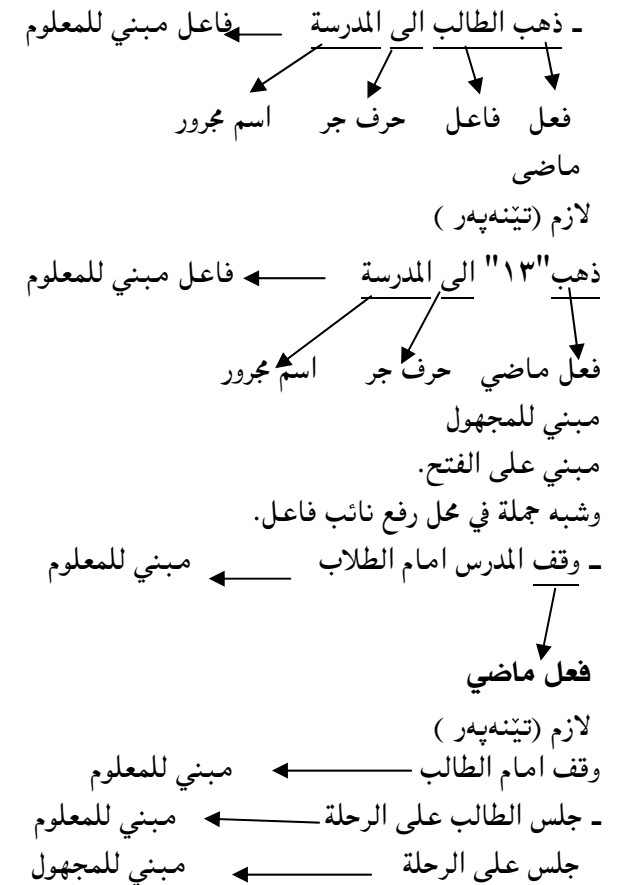 ـ ذهب الطالب الى المدرسة فاعل مبني للمعلوم
فعل فاعل حرف جر اسم مجرور
ماضى
لازم (تێنەپەر )
ذهب"١٣" الى المدرسة فاعل مبني للمعلوم
فعل ماضي حرف جر اسم مجرور
مبني للمجهول
مبني على الفتح.
وشبه جملة في محل رفع نائب فاعل.
ـ وقف المدرس امام الطلاب مبني للمعلوم
فعل ماضي
لازم (تێنەپەر )
وقف امام الطالب مبني للمعلوم
ـ جلس الطالب على الرحلة مبني للمعلوم
جلس على الرحلة مبني للمجهول